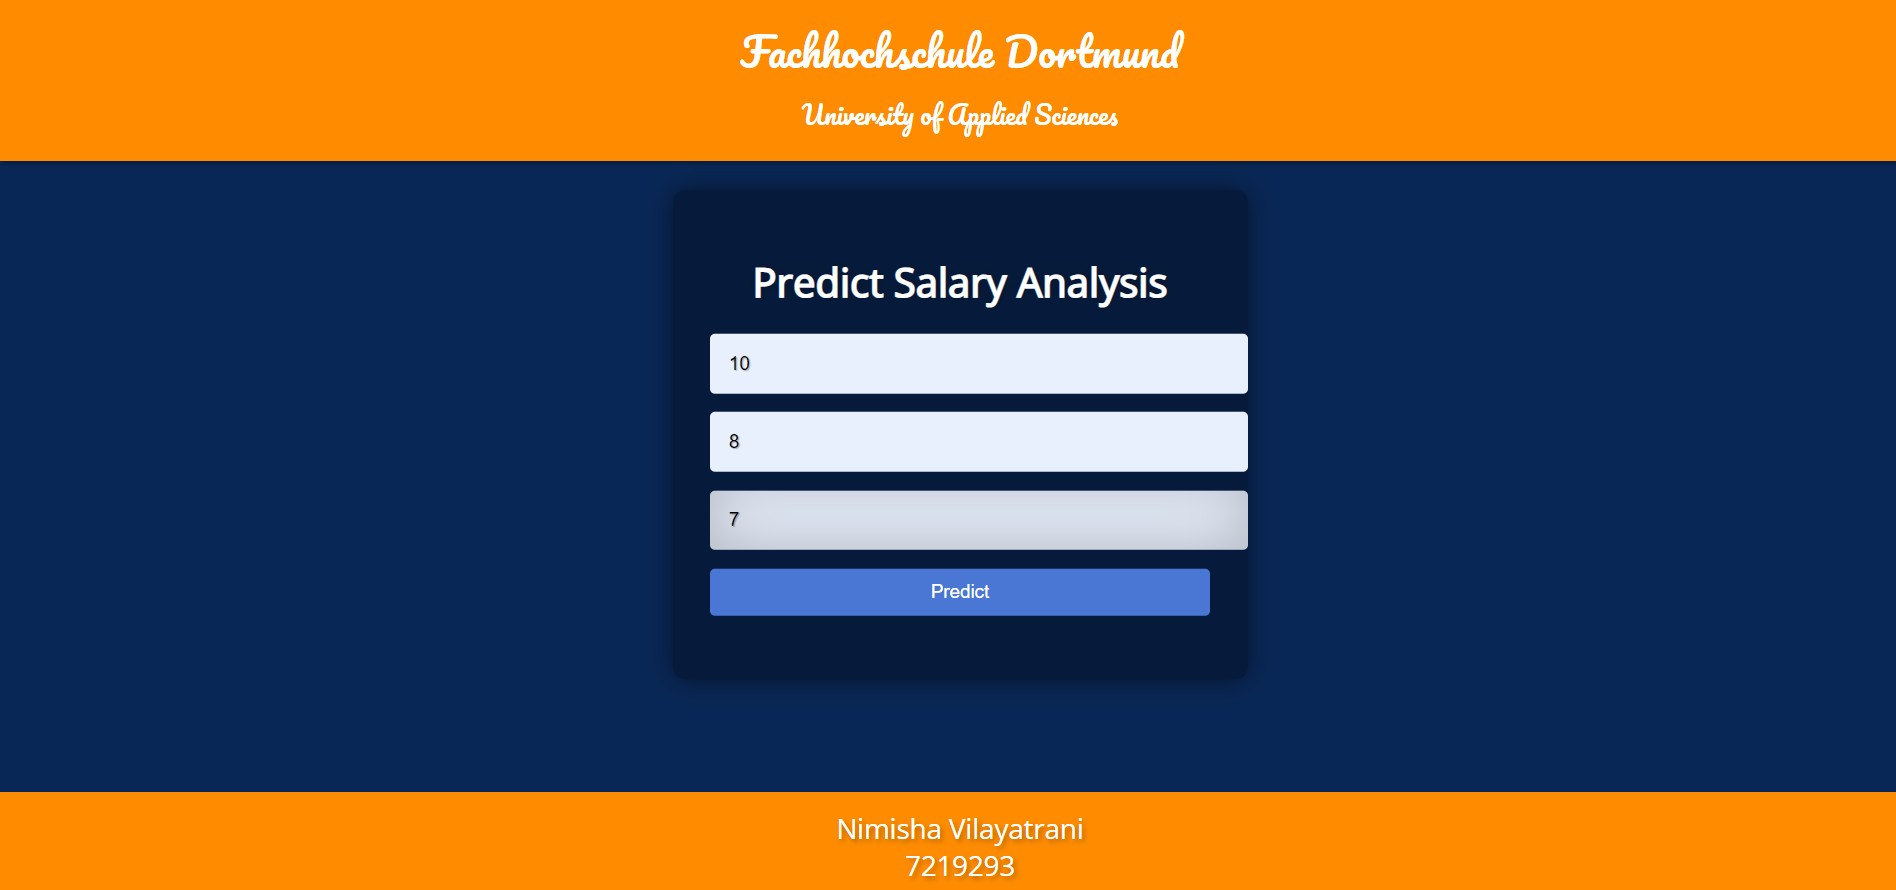 Fachhochschule Dortmund
University of Applied Sciences
Predict Salary Analysis
10
8
7
Predict
Nimisha Vilayatrani
7219293